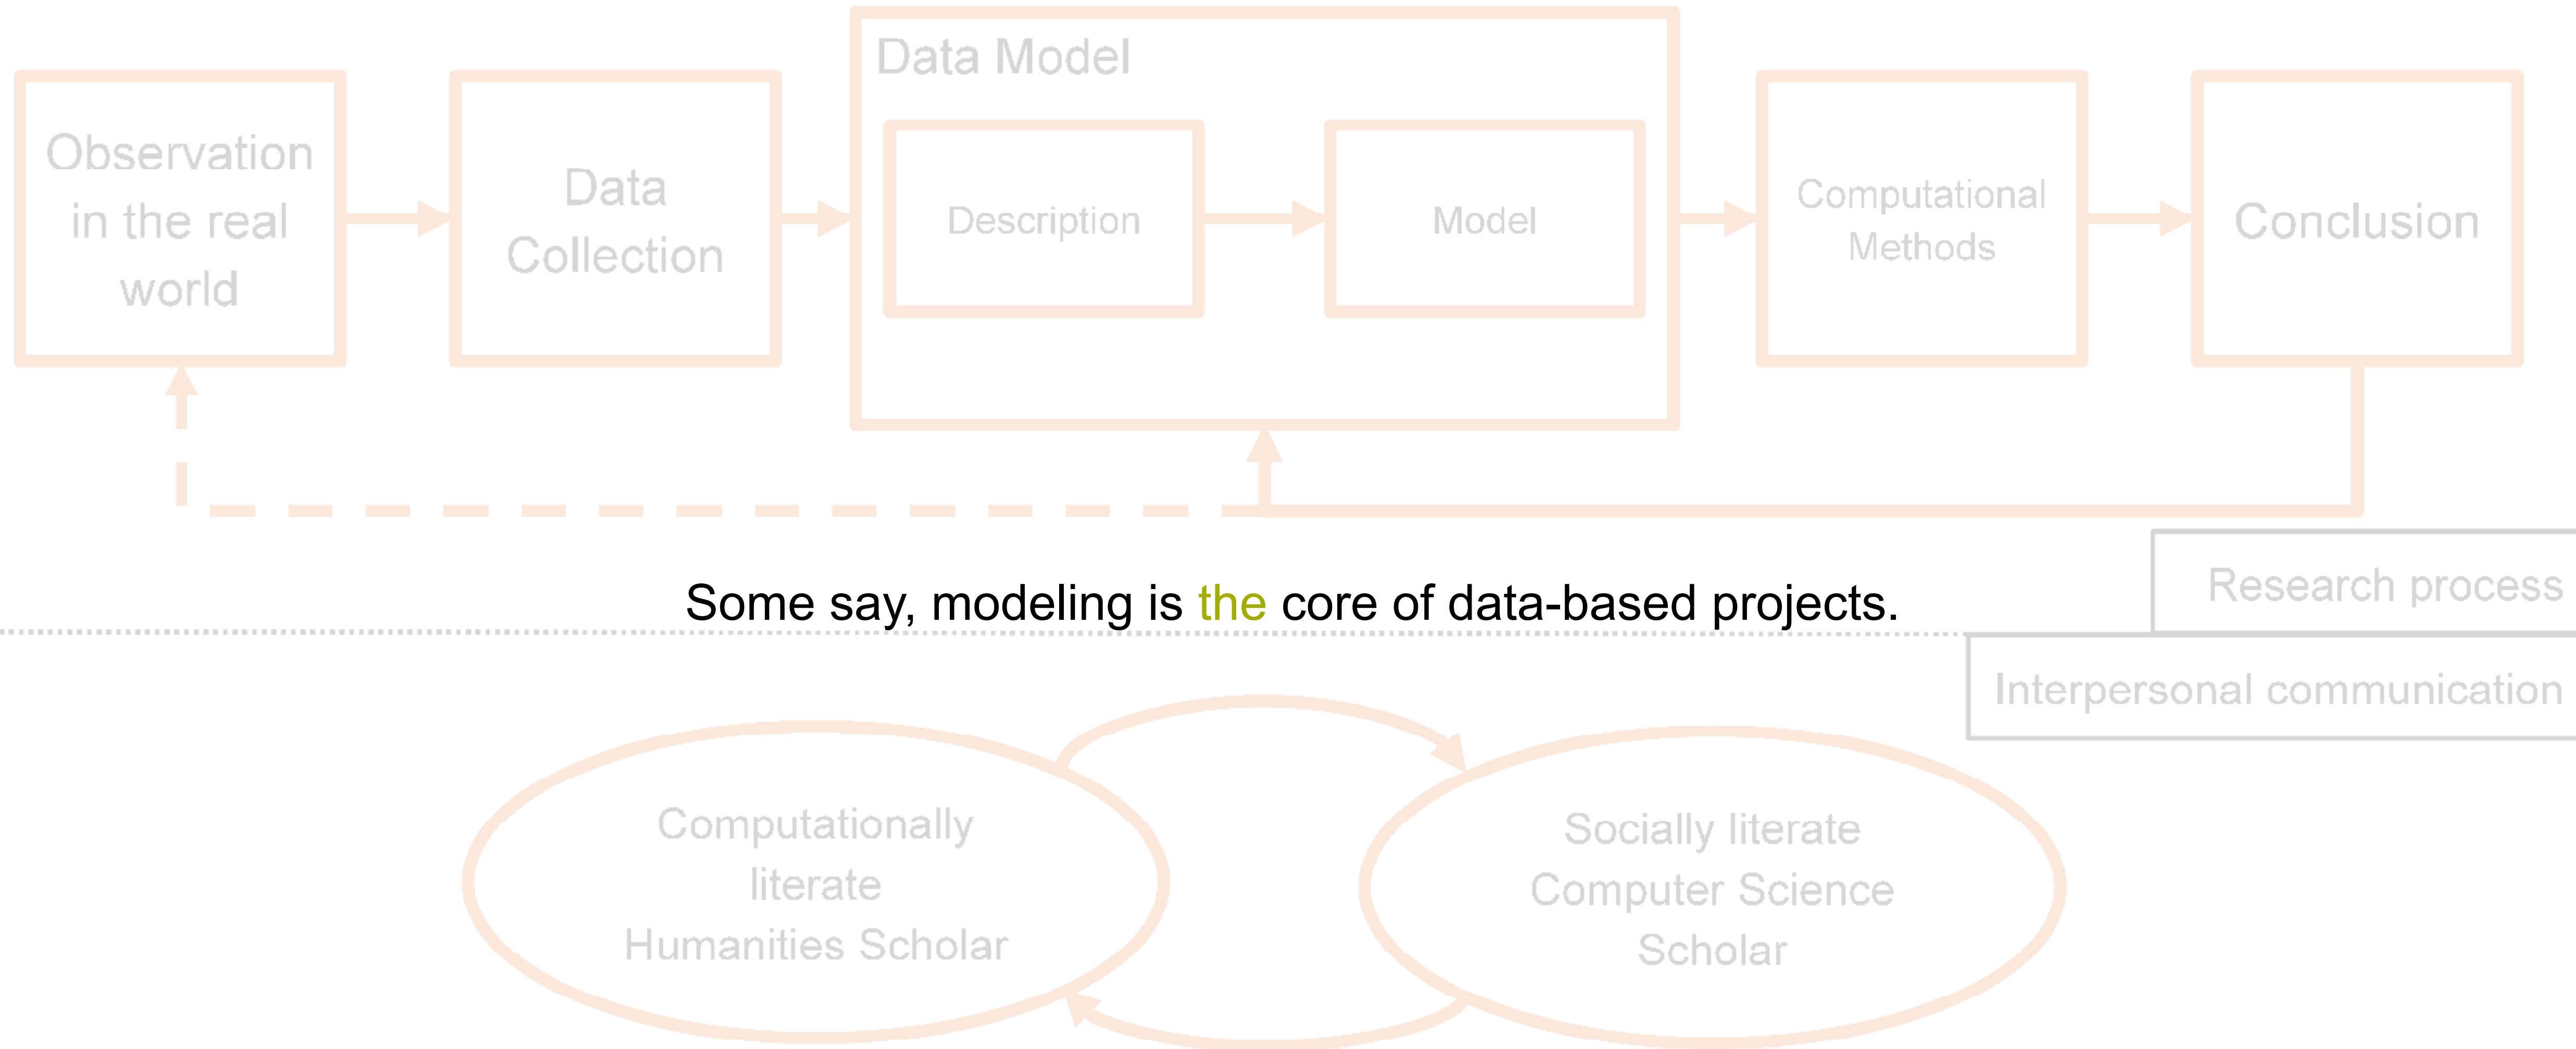 Data Model
Observation
in the real
world
Data
Collection
Description
Model
Computational
Methods
Conclusion
Research process
Some say, modeling is the core of data-based projects.
Interpersonal communication
Computationally
literate
Humanities Scholar
Socially literate
Computer Science
Scholar